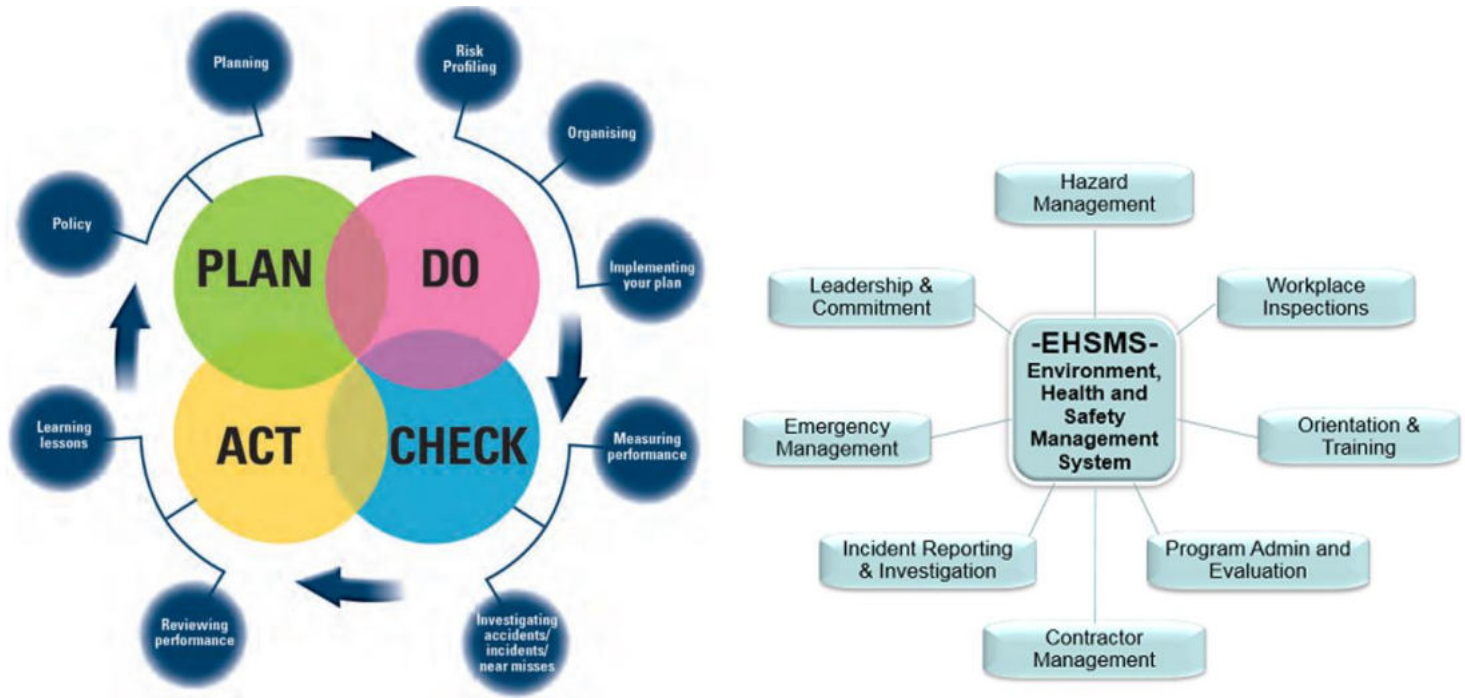 Planning
Risk
Profiling
Organising
Policy
Implementing
your plan
PLAN
DO
ACT
CHECK
Learning
lessons
Measuring
performance
Reviewing
performance
Investigating
accidents/
incidents/
near misses
Hazard
Management
Leadership &
Commitment
Workplace
Inspections
-EHSMS-
Environment,
Health and
Safety
Management
System
Emergency
Management
Orientation &
Training
Incident Reporting
& Investigation
Program Admin and
Evaluation
Contractor
Management